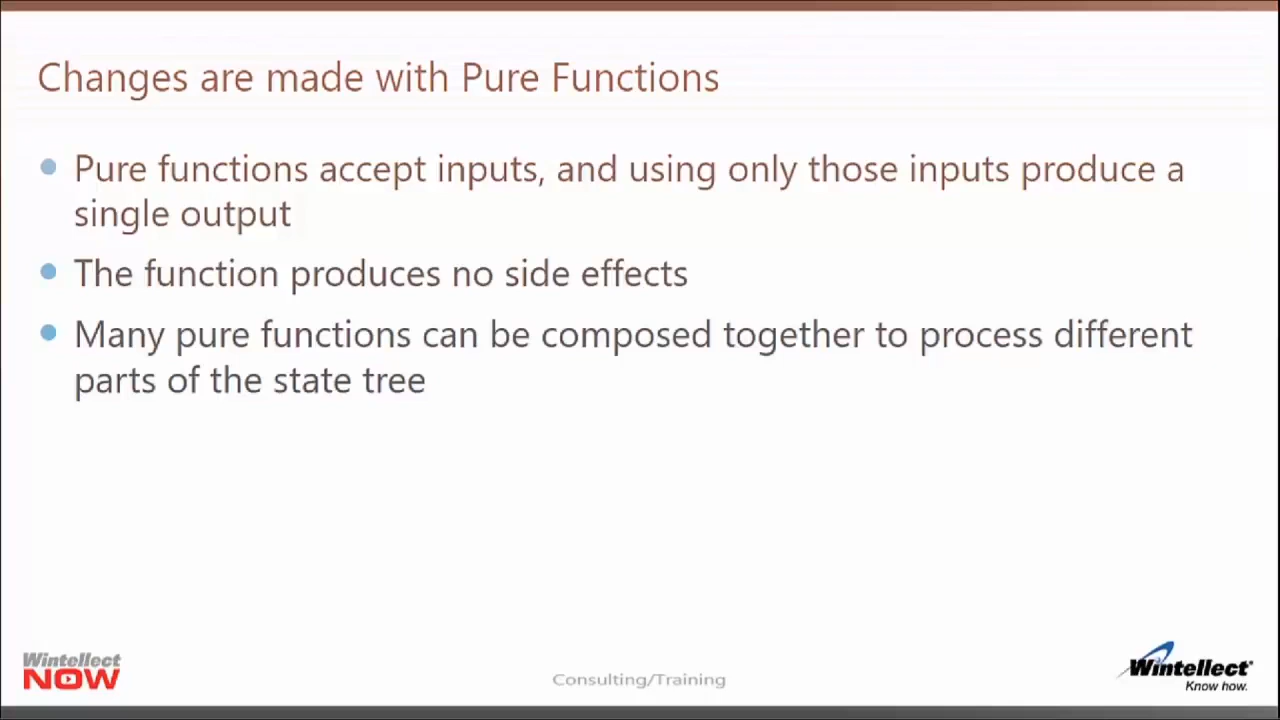 Changes are made with Pure Functions
Pure functions accept inputs, and using only those inputs produce a
single output
The function produces no side effects
Many pure functions can be composed together to process different
parts of the state tree
Wintellect
NOW
Consulting/Training
Wintellect
Know how.